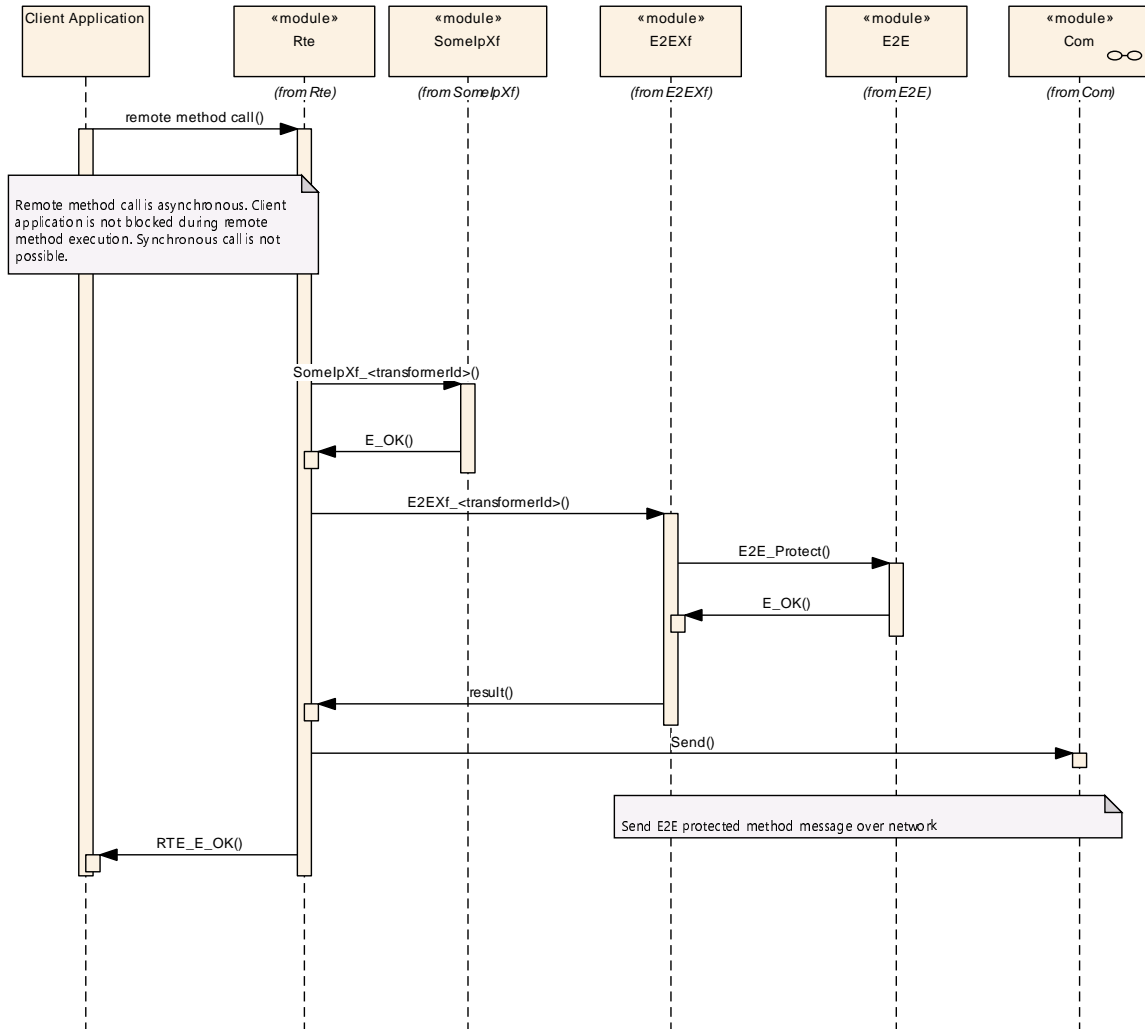 Client Application
«module»
Rte
«module»
SomeIpXf
«module»
E2EXf
«module»
E2E
«module»
Com
(from Rte)
(from SomeIpXf)
(from E2EXf)
(from E2E)
(from Com)
remote method call()
Remote method call is asynchronous. Client
application is not blocked during remote
method execution. Synchronous call is not
possible.
SomeIpXf_<transformerId>()
E_OK()
E2EXf_<transformerId>()
E2E_Protect()
E_OK()
result()
Send()
Send E2E protected method message over network
RTE_E_OK()